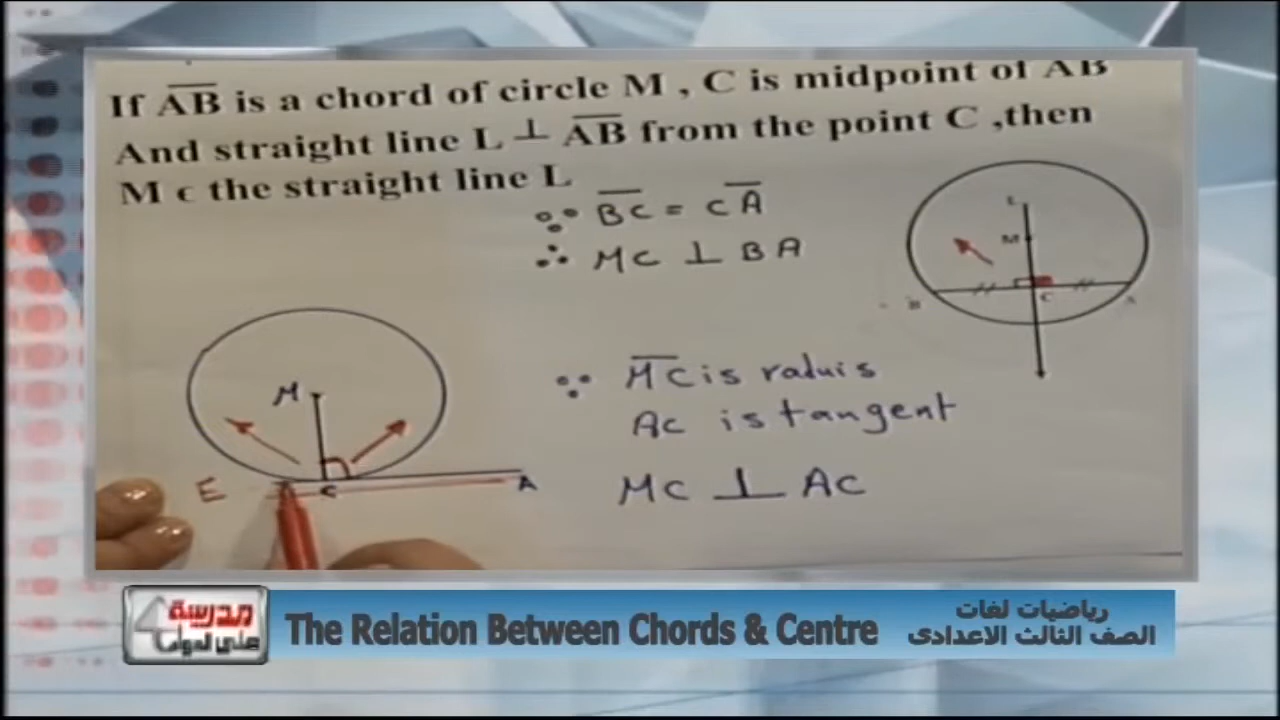 If AB is a chord of circle M , C is midpoint of AB
And straight line L ⊥ AB from the point C ,then
M є the straight line L
∵ BC = CA
∴ MC ⊥ BA
L
M
B
C
A
∵ MC is raduis
Ac is tangent
MC ⊥ AC
M
E
C
A
مدرسة
على الهوا
The Relation Between Chords & Centre
رياضيات لغات
الصف الثالث الاعدادى